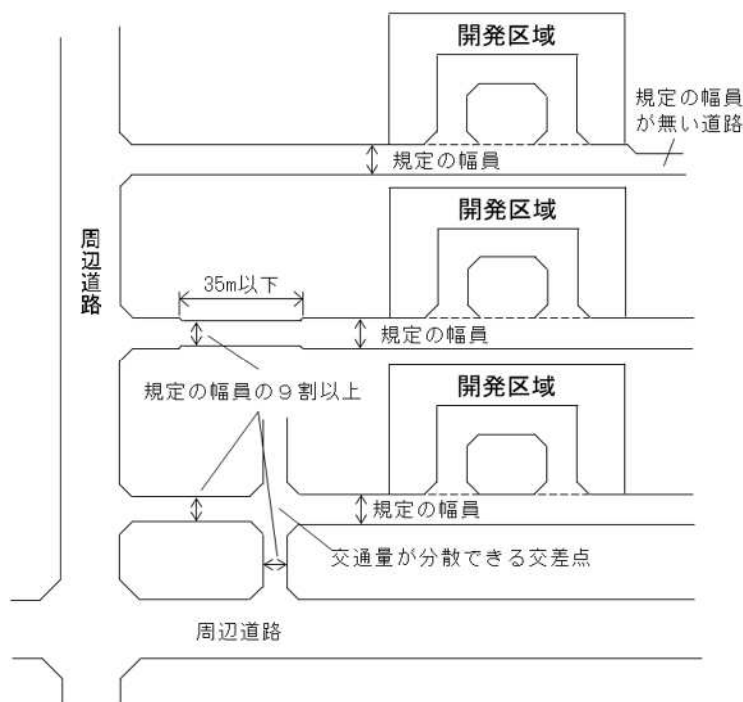 開発区域
規定の幅員
が無い道路
規定の幅員
開発区域
周辺道路
35m以下
規定の幅員
規定の幅員の９割以上
開発区域
規定の幅員
交通量が分散できる交差点
周辺道路